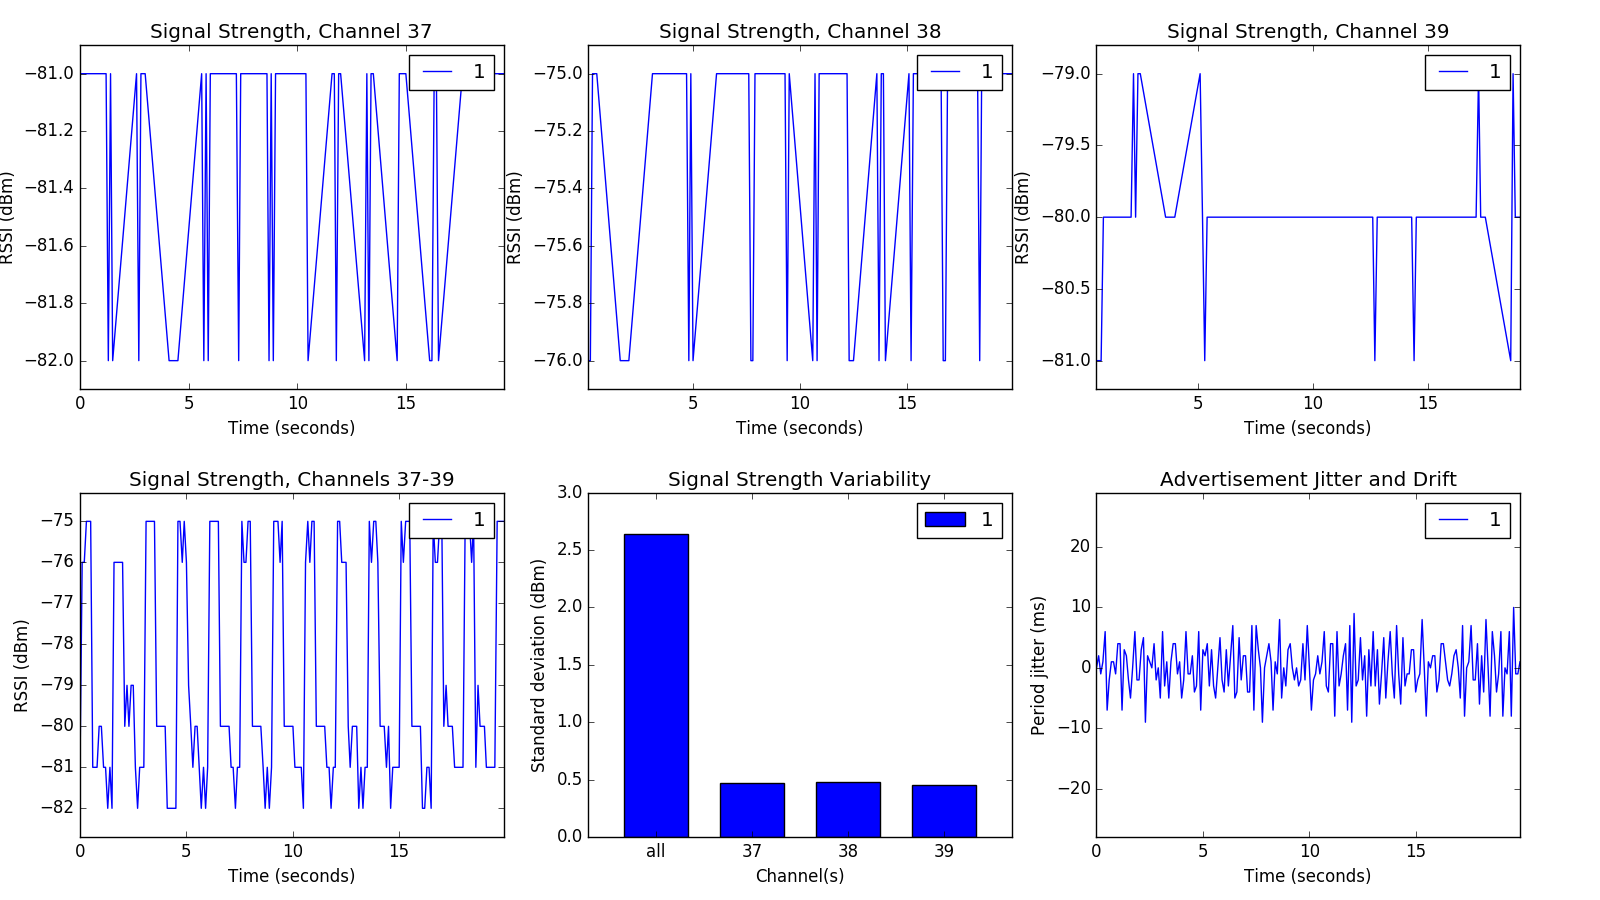 Signal Strength, Channel 37
1
−81.0
−81.2
−81.4
−81.6
−81.8
−82.0
RSSI (dBm)
0 5 10 15
Time (seconds)
Signal Strength, Channel 38
1
−75.0
−75.2
−75.4
−75.6
−75.8
−76.0
RSSI (dBm)
5 10 15
Time (seconds)
Signal Strength, Channel 39
1
−79.0
−79.5
−80.0
−80.5
−81.0
RSSI (dBm)
5 10 15
Time (seconds)
Signal Strength, Channels 37-39
1
−75
−76
−77
−78
−79
−80
−81
−82
RSSI (dBm)
0 5 10 15
Time (seconds)
Signal Strength Variability
1
3.0
2.5
2.0
1.5
1.0
0.5
0.0
Standard deviation (dBm)
all 37 38 39
Channel(s)
Advertisement Jitter and Drift
1
20
10
0
−10
−20
Period jitter (ms)
0 5 10 15
Time (seconds)